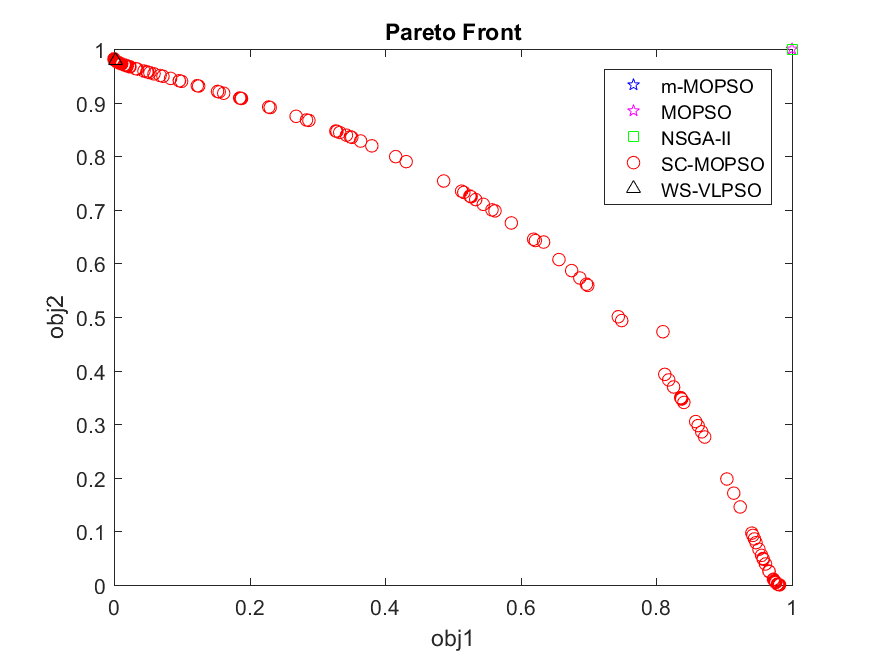 Pareto Front
1
0.9
0.8
0.7
0.6
0.5
0.4
0.3
0.2
0.1
0
obj2
m-MOPSO
MOPSO
NSGA-II
SC-MOPSO
WS-VLPSO
0 0.2 0.4 0.6 0.8 1
obj1